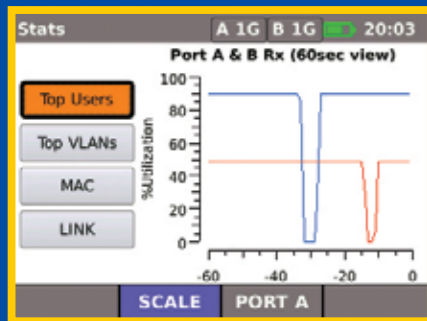 Stats A 1G B 1G 20:03
Port A & B Rx (60sec view)
Top Users
Top VLANs
MAC
LINK
%Utilization
100
80
60
40
20
0
-60 -40 -20 0
SCALE PORT A